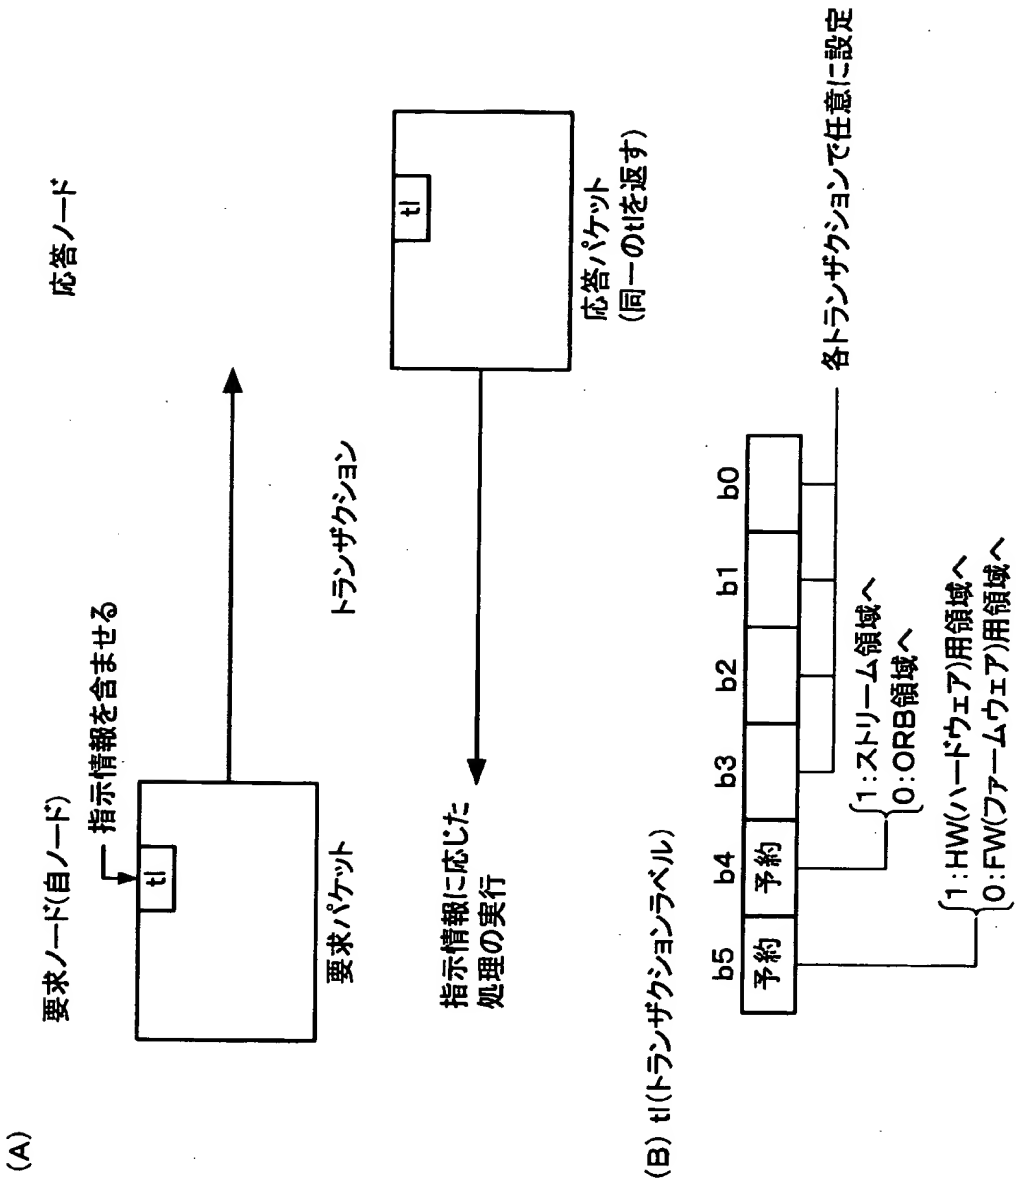 (A)
要求ノード(自ノード)
応答ノード
指示情報を含ませる
tl
要求パケット
トランザクション
tl
応答パケット
(同一のtlを返す)
指示情報に応じた
処理の実行
(B) tl(トランザクションラベル)
b5 b4 b3 b2 b1 b0
予約 予約
各トランザクションで任意に設定
1:ストリーム領域へ
0:ORB領域へ
1:HW(ハードウェア)用領域へ
0:FW(ファームウェア)用領域へ